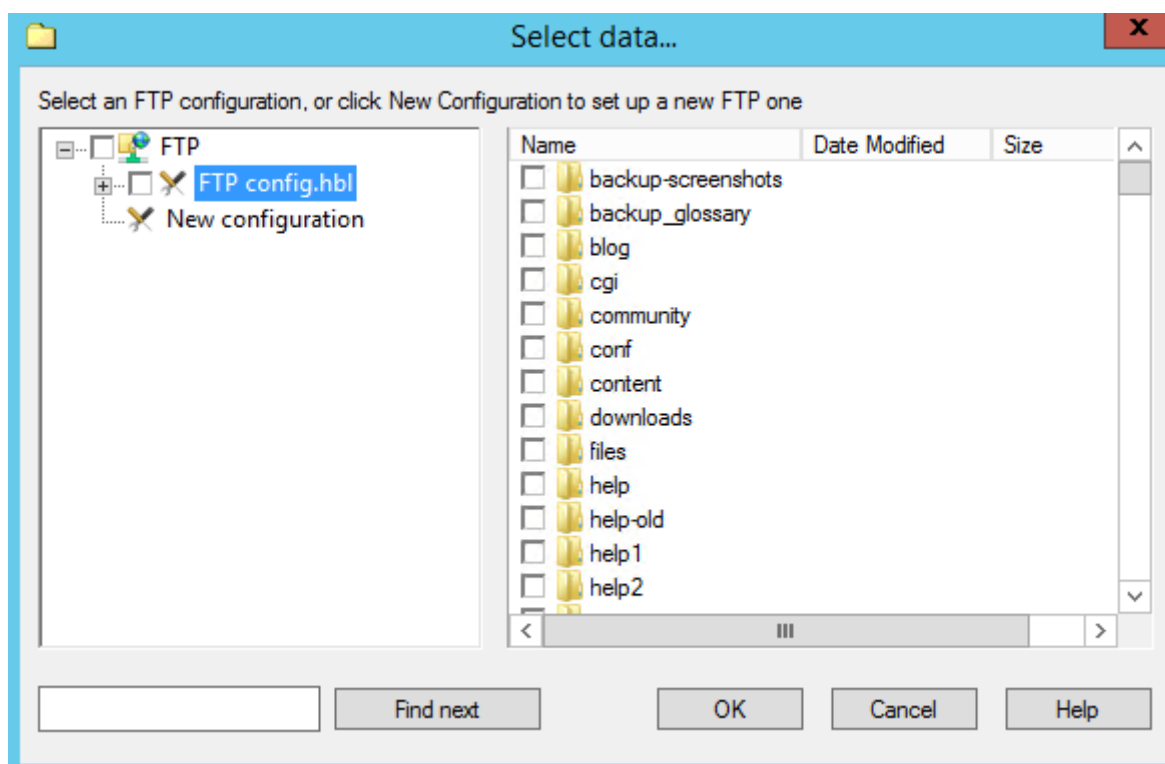 Select data...
x
Select an FTP configuration, or click New Configuration to set up a new FTP one
FTP
FTP config.hbl
New configuration
Name Date Modified Size
backup-screenshots
backup_glossary
blog
cgi
community
conf
content
downloads
files
help
help-old
help1
help2
Find next OK Cancel Help